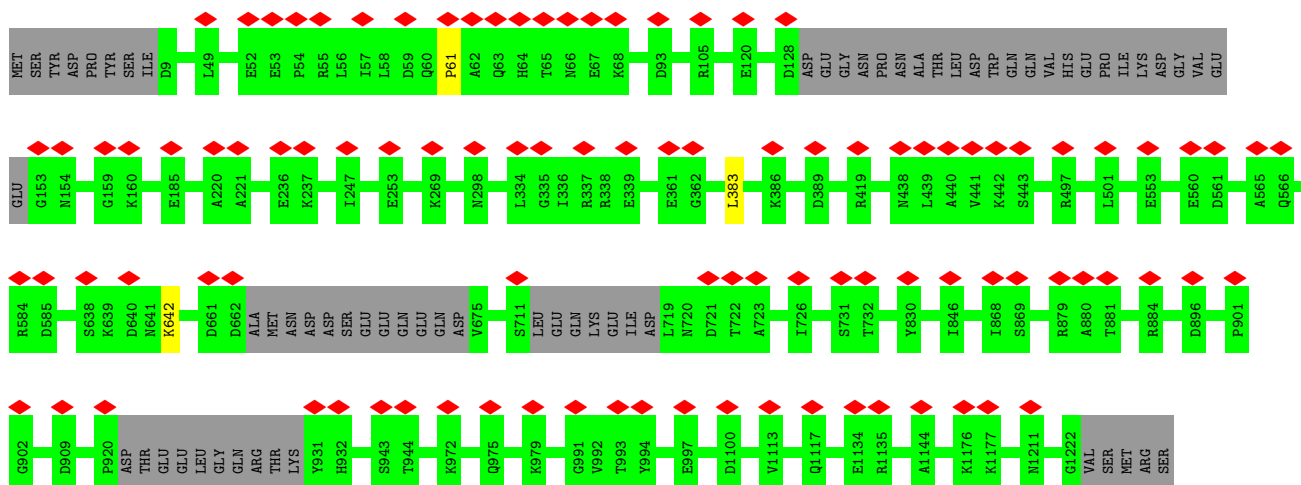 MET SER TYR ASP PRO TYR SER ILE D9 L49 E52 E53 P54 R55 L56 I57 L58 D59 Q60 P61 A62 Q63 H64 T65 N66 E67 K68 D93 R105 E120 D128 ASP GLU GLY ASN PRO ASN ALA THR LEU ASP TRP GLN GLN VAL HIS GLU PRO ILE LYS ASP GLY VAL GLU
GLU G153 N154 G159 K160 E185 A220 A221 E236 K237 I247 E253 K269 N298 L334 G335 I336 R337 R338 E339 E361 G362 L383 K386 D389 R419 N438 L439 A440 V441 K442 S443 R497 L501 E553 E560 D561 A565 Q566
R584 D585 S638 K639 D640 N641 K642 D661 D662 ALA MET ASN ASP ASP SER GLU GLU GLN GLU GLN ASP V675 S711 LEU GLU GLN LYS GLU ILE ASP L719 N720 D721 T722 A723 I726 S731 T732 Y830 I846 I868 S869 R879 A880 T881 R884 D896 P901
G902 D909 P920 ASP THR GLU GLU LEU GLY GLN ARG THR LYS Y931 H932 S943 T944 K972 Q975 K979 G991 V992 T993 Y994 E997 D1100 V1113 Q1117 E1134 R1135 A1144 K1176 K1177 N1211 G1222 VAL SER MET ARG SER